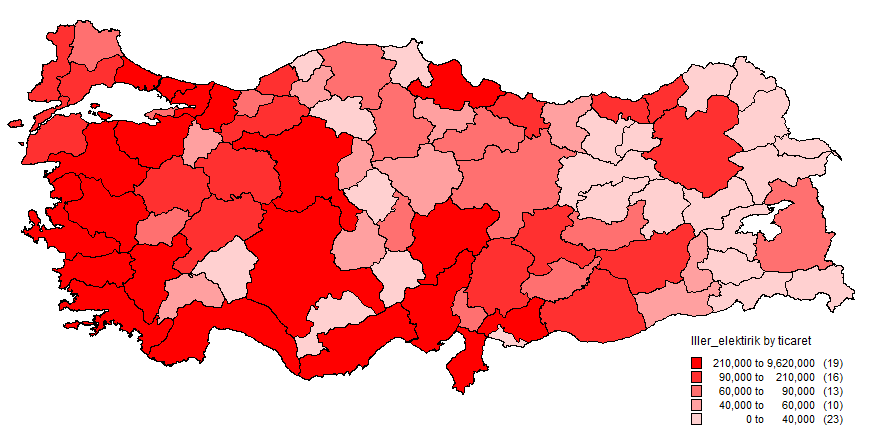 Iller_elektirik by ticaret
210,000 to 9,620,000 (19)
90,000 to 210,000 (16)
60,000 to 90,000 (13)
40,000 to 60,000 (10)
0 to 40,000 (23)